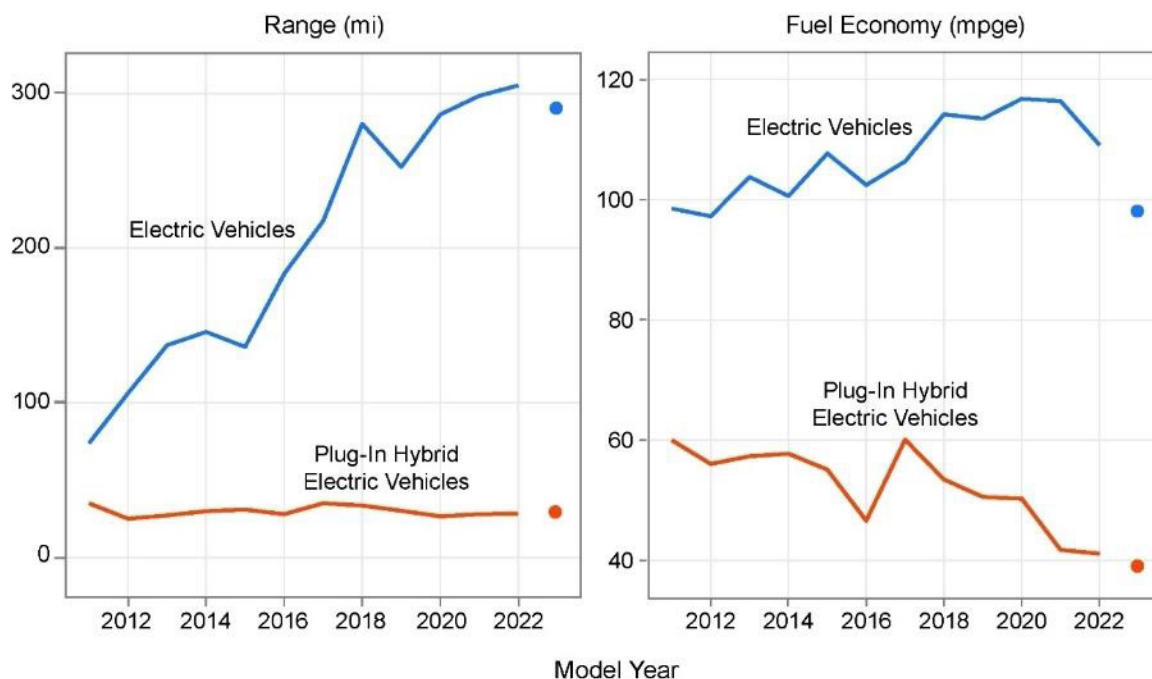 Range (mi)
300
200
100
0
Electric Vehicles
Plug-In Hybrid
Electric Vehicles
2012 2014 2016 2018 2020 2022
Fuel Economy (mpge)
120
100
80
60
40
Electric Vehicles
Plug-In Hybrid
Electric Vehicles
2012 2014 2016 2018 2020 2022
Model Year